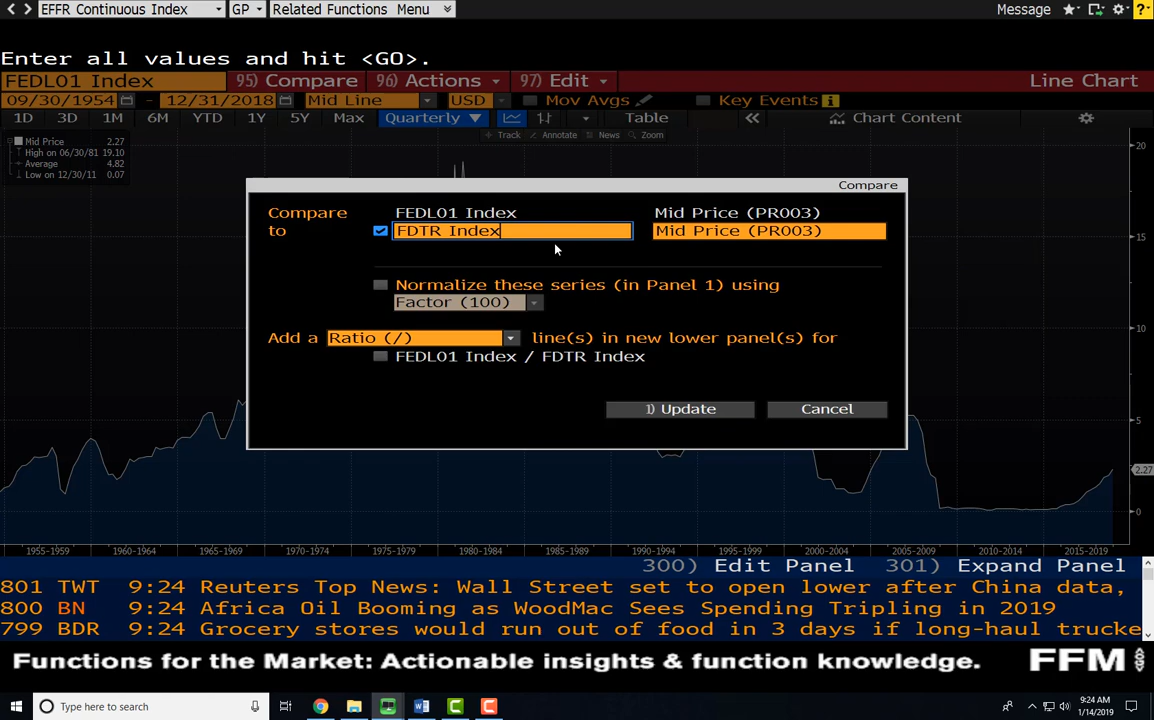 EFFR Continuous Index GP Related Functions Menu Message
Enter all values and hit <GO>.
FEDL01 Index 95) Compare 96) Actions 97) Edit Line Chart
09/30/1954 - 12/31/2018 Mid Line USD Mov Avgs Key Events
1D 3D 1M 6M YTD 1Y 5Y Max Quarterly Table Chart Content
Track Annotate News Zoom
Mid Price 2.27
High on 06/30/81 19.10
Average 4.82
Low on 12/30/11 0.07
20
15
10
5
2.27
0
Compare
Compare FEDL01 Index Mid Price (PR003)
to FDTR Index Mid Price (PR003)
Normalize these series (in Panel 1) using
Factor (100)
Add a Ratio (/) line(s) in new lower panel(s) for
FEDL01 Index / FDTR Index
1) Update Cancel
1955-1959 1960-1964 1965-1969 1970-1974 1975-1979 1980-1984 1985-1989 1990-1994 1995-1999 2000-2004 2005-2009 2010-2014 2015-2019
300) Edit Panel 301) Expand Panel
801 TWT 9:24 Reuters Top News: Wall Street set to open lower after China data,
800 BN 9:24 Africa Oil Booming as WoodMac Sees Spending Tripling in 2019
799 BDR 9:24 Grocery stores would run out of food in 3 days if long-haul trucke
Functions for the Market: Actionable insights & function knowledge. FFM
Type here to search
9:24 AM
1/14/2019